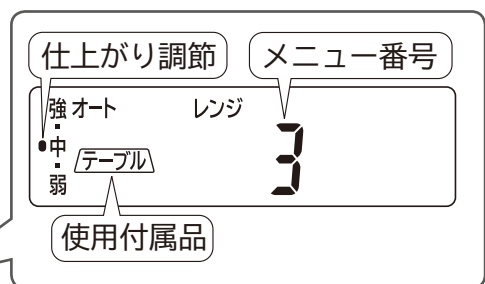 仕上がり調節
メニュー番号
強 オート レンジ
中
弱
テーブル
3
使用付属品